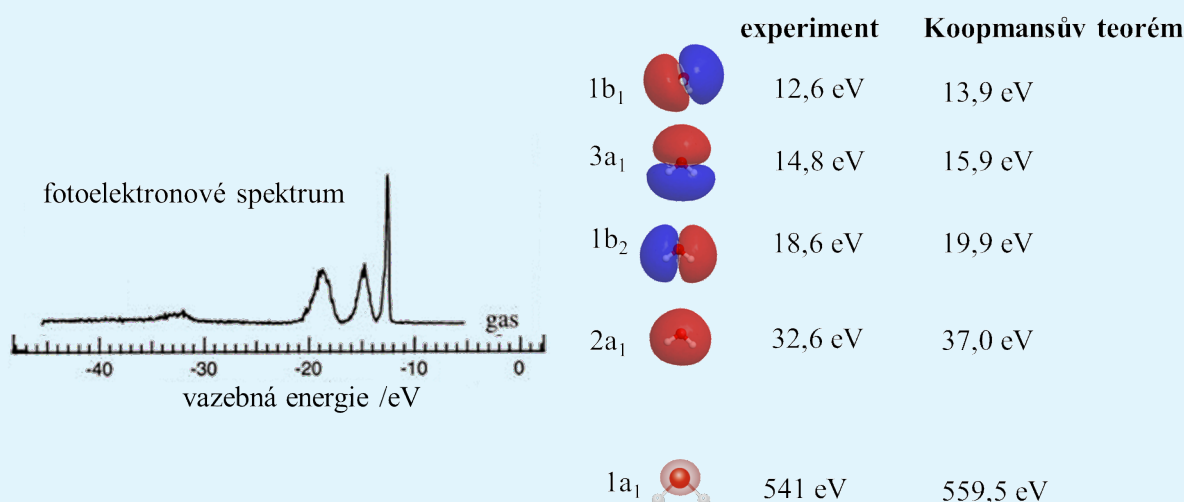 experiment Koopmansův teorém
1b1 12,6 eV 13,9 eV
3a1 14,8 eV 15,9 eV
1b2 18,6 eV 19,9 eV
2a1 32,6 eV 37,0 eV
1a1 541 eV 559,5 eV
fotoelektronové spektrum
gas
-40 -30 -20 -10 0
vazebná energie /eV